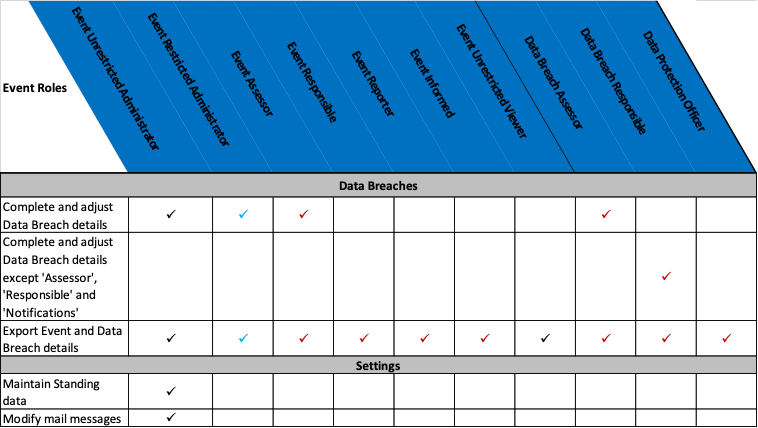 Event Roles
Event Unrestricted Administrator
Event Restricted Administrator
Event Assessor
Event Responsible
Event Reporter
Event Informed
Event Unrestricted Viewer
Data Breach Assessor
Data Breach Responsible
Data Protection Officer
Data Breaches
Complete and adjust
Data Breach details
✓ ✓ ✓ ✓
Complete and adjust
Data Breach details
except 'Assessor',
'Responsible' and
'Notifications'
✓
Export Event and Data
Breach details
✓ ✓ ✓ ✓ ✓ ✓ ✓ ✓ ✓ ✓
Settings
Maintain Standing
data
✓
Modify mail messages
✓